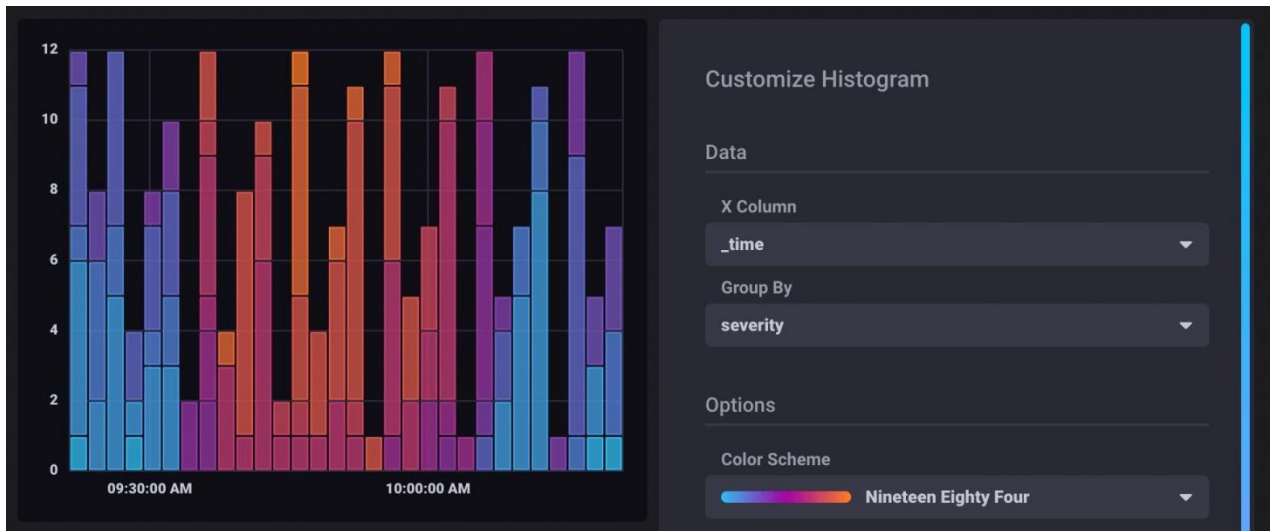 12
10
8
6
4
2
0
09:30:00 AM
10:00:00 AM
Customize Histogram
Data
X Column
_time
Group By
severity
Options
Color Scheme
Nineteen Eighty Four